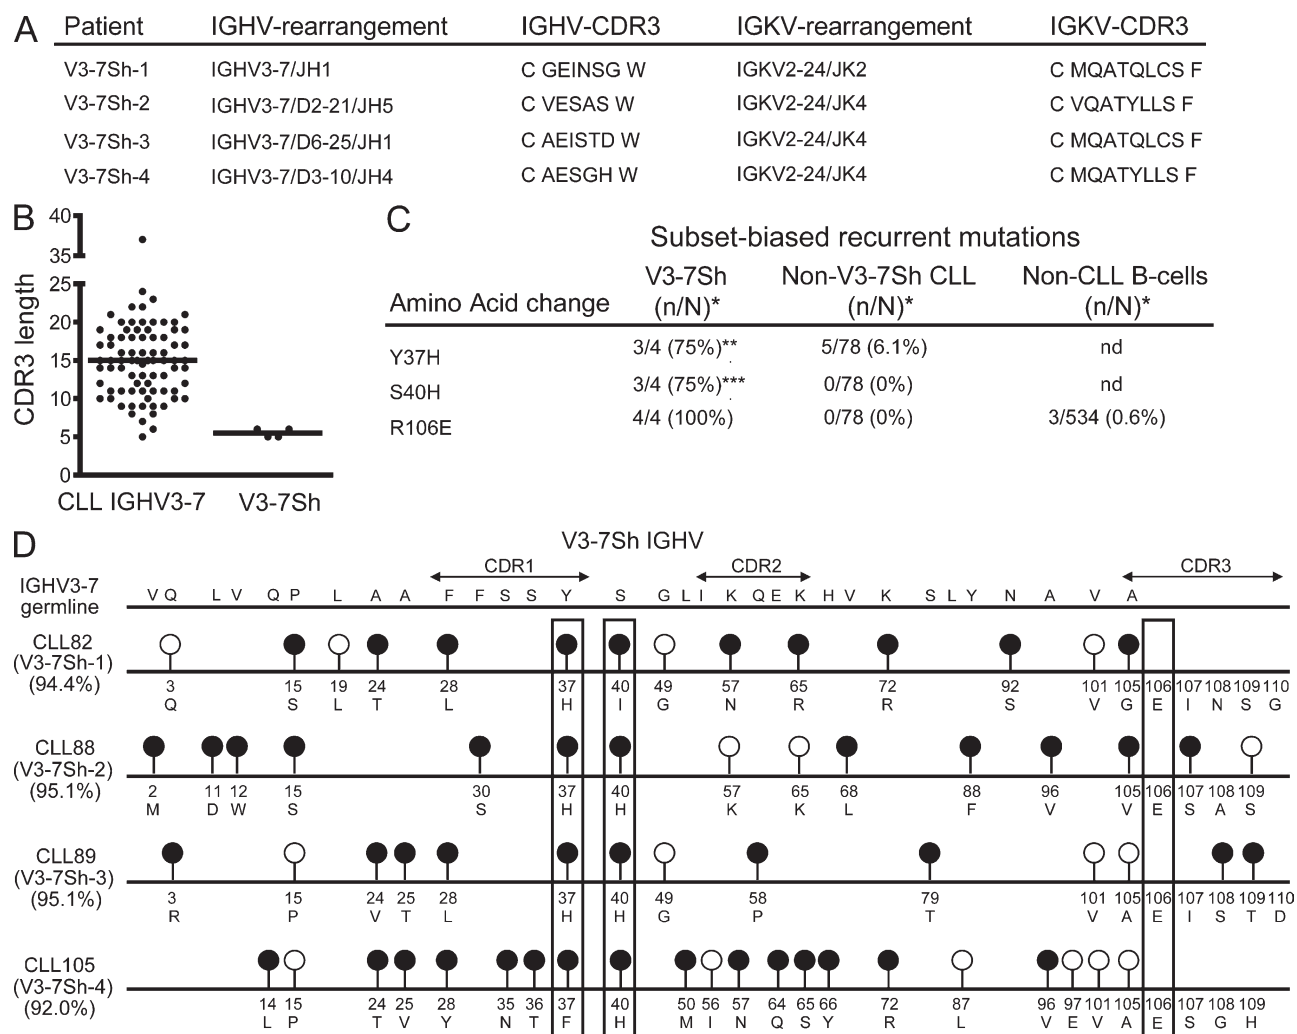 A Patient IGHV-rearrangement IGHV-CDR3 IGKV-rearrangement IGKV-CDR3
V3-7Sh-1 IGHV3-7/JH1 C GEINSG W IGKV2-24/JK2 C MQATQLCS F
V3-7Sh-2 IGHV3-7/D2-21/JH5 C VESAS W IGKV2-24/JK4 C VQATYLLS F
V3-7Sh-3 IGHV3-7/D6-25/JH1 C AEISTD W IGKV2-24/JK4 C MQATQLCS F
V3-7Sh-4 IGHV3-7/D3-10/JH4 C AESGH W IGKV2-24/JK4 C MQATYLLS F
B
CDR3 length
40
35
25
20
15
10
5
0
CLL IGHV3-7 V3-7Sh
C
Subset-biased recurrent mutations
Amino Acid change V3-7Sh (n/N)* Non-V3-7Sh CLL (n/N)* Non-CLL B-cells (n/N)*
Y37H 3/4 (75%)** 5/78 (6.1%) nd
S40H 3/4 (75%)*** 0/78 (0%) nd
R106E 4/4 (100%) 0/78 (0%) 3/534 (0.6%)
D
V3-7Sh IGHV
CDR1 CDR2 CDR3
IGHV3-7 germline
V Q L V Q P L A A F F S S Y S G L I K Q E K H V K S L Y N A V A
CLL82
(V3-7Sh-1)
(94.4%)
3 15 19 24 28 37 40 49 57 65 72 92 101 105 106 107 108 109 110
Q S L T L H I G N R R S V G E I N S G
CLL88
(V3-7Sh-2)
(95.1%)
2 11 12 15 30 37 40 57 65 68 88 96 105 106 107 108 109
M D W S S H H K K L F V V E S A S
CLL89
(V3-7Sh-3)
(95.1%)
3 15 24 25 28 37 40 49 58 79 101 105 106 107 108 109 110
R P V T L H H G P T V A E I S T D
CLL105
(V3-7Sh-4)
(92.0%)
14 15 24 25 28 35 36 37 40 50 56 57 64 65 66 72 87 96 97 101 105 106 107 108 109
L P T V Y N T F H M I N Q S Y R L V E V A E S G H